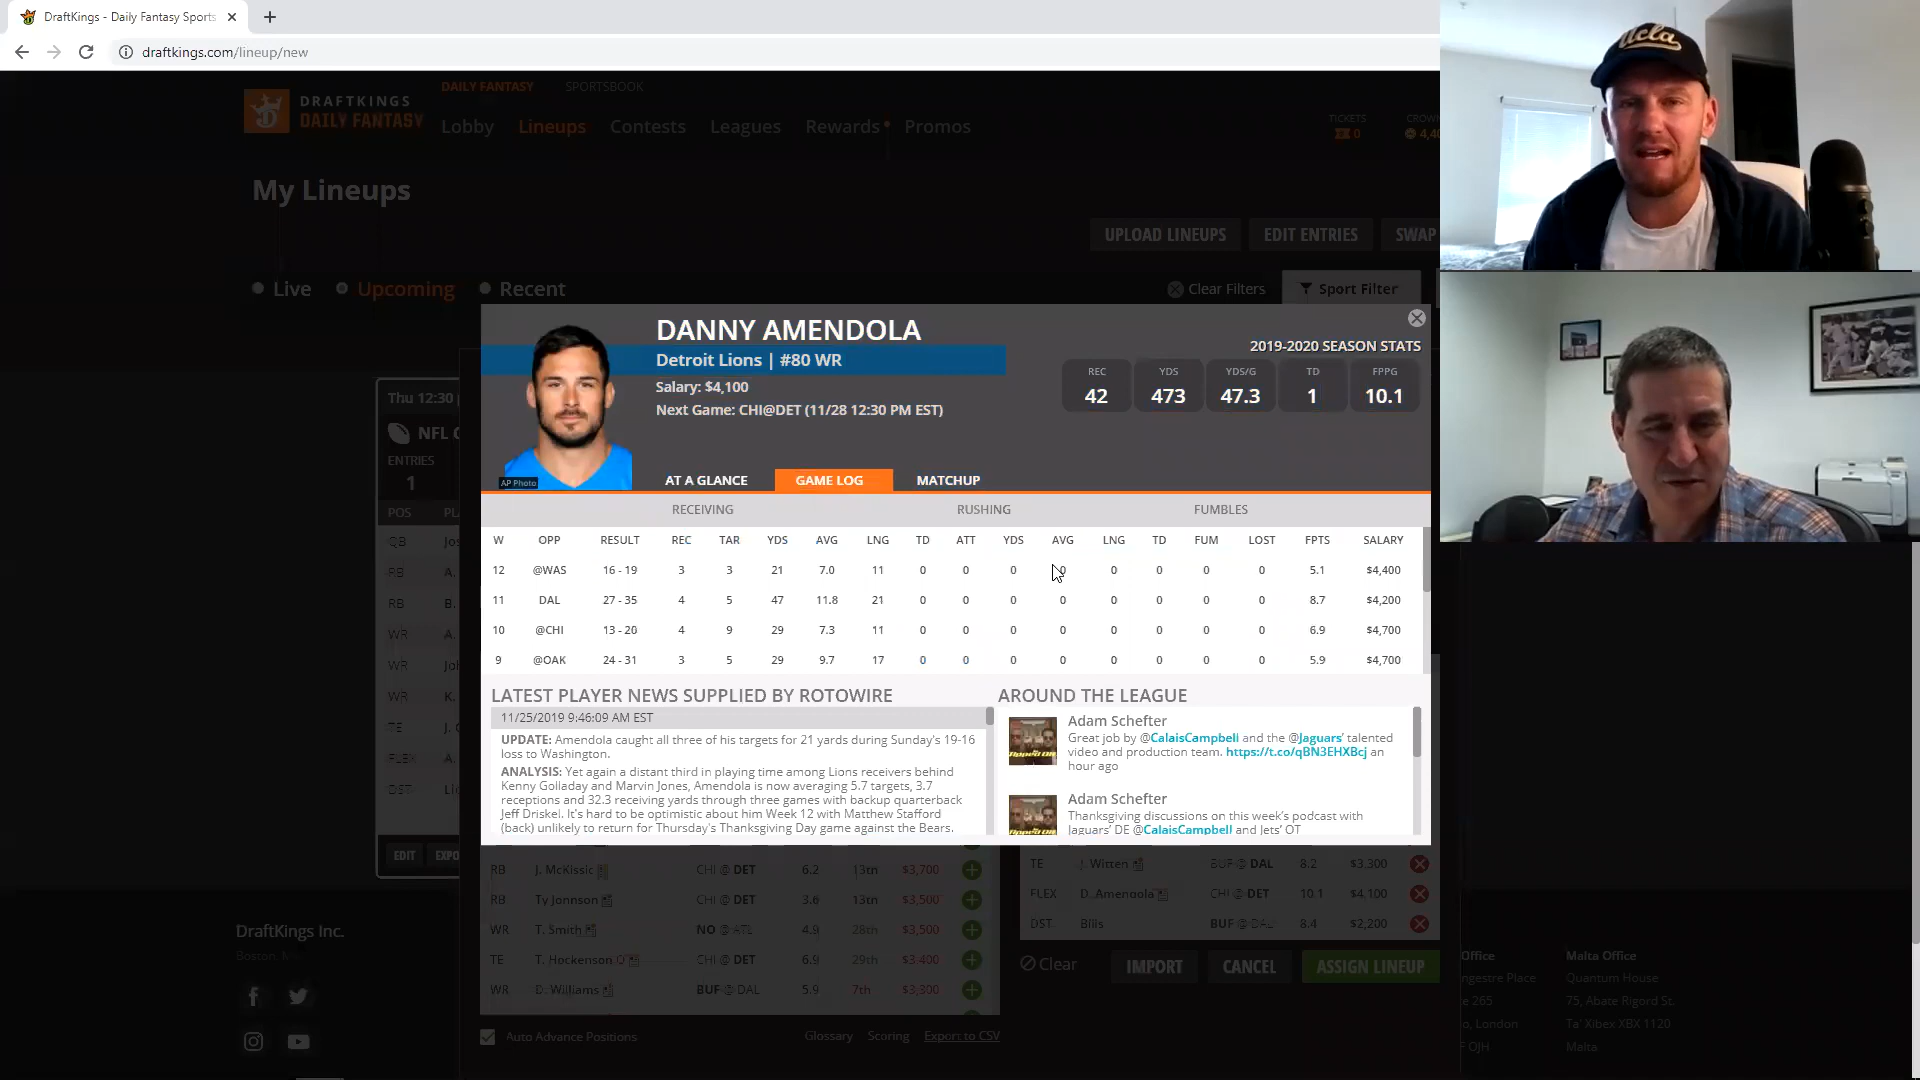 DraftKings - Daily Fantasy Sports
draftkings.com/lineup/new
DRAFTKINGS
DAILY FANTASY
DAILY FANTASY SPORTSBOOK
Lobby Lineups Contests Leagues Rewards Promos
TICKETS
0
CROWN
4,40
My Lineups
UPLOAD LINEUPS EDIT ENTRIES SWAP
Live Upcoming Recent
Clear Filters Sport Filter
Thu 12:30
NFL
ENTRIES
1
POS
QB
RB A.
RB B.
WR A.
WR
WR K.
TE J.
FLEX
DST
EDIT EXPO
DANNY AMENDOLA
Detroit Lions | #80 WR
Salary: $4,100
Next Game: CHI@DET (11/28 12:30 PM EST)
2019-2020 SEASON STATS
REC YDS YDS/G TD FPPG
42 473 47.3 1 10.1
AP Photo
AT A GLANCE GAME LOG MATCHUP
RECEIVING RUSHING FUMBLES
W OPP RESULT REC TAR YDS AVG LNG TD ATT YDS AVG LNG TD FUM LOST FPTS SALARY
12 @WAS 16 - 19 3 3 21 7.0 11 0 0 0 0 0 0 0 0 5.1 $4,400
11 DAL 27 - 35 4 5 47 11.8 21 0 0 0 0 0 0 0 0 8.7 $4,200
10 @CHI 13 - 20 4 9 29 7.3 11 0 0 0 0 0 0 0 0 6.9 $4,700
9 @OAK 24 - 31 3 5 29 9.7 17 0 0 0 0 0 0 0 0 5.9 $4,700
LATEST PLAYER NEWS SUPPLIED BY ROTOWIRE
11/25/2019 9:46:09 AM EST
UPDATE: Amendola caught all three of his targets for 21 yards during Sunday's 19-16
loss to Washington.
ANALYSIS: Yet again a distant third in playing time among Lions receivers behind
Kenny Golladay and Marvin Jones, Amendola is now averaging 5.7 targets, 3.7
receptions and 32.3 receiving yards through three games with backup quarterback
Jeff Driskel. It's hard to be optimistic about him Week 12 with Matthew Stafford
(back) unlikely to return for Thursday's Thanksgiving Day game against the Bears.
AROUND THE LEAGUE
Adam Schefter
Great job by @CalaisCampbell and the @Jaguars' talented
video and production team. https://t.co/qBN3EHXBcj an
hour ago
Adam Schefter
Thanksgiving discussions on this week's podcast with
Jaguars' DE @CalaisCampbell and Jets' OT
RB J. McKissic CHI @ DET 6.2 13th $3,700
RB Ty Johnson CHI @ DET 3.6 13th $3,500
WR T. Smith NO @ ATL 4.9 28th $3,500
TE T. Hockenson Q CHI @ DET 6.9 29th $3,400
WR D. Williams BUF @ DAL 5.9 7th $3,300
TE J. Witten BUF @ DAL 8.2 $3,300
FLEX D. Amendola CHI @ DET 10.1 $4,100
DST Bills BUF @ DAL 8.4 $2,200
Clear IMPORT CANCEL ASSIGN LINEUP
Auto Advance Positions
Glossary Scoring Export to CSV
DraftKings Inc.
Boston,
Office
Place
265
London
OJH
Malta Office
Quantum House
75, Abate Rigord St.
Ta' Xibex XBX 1120
Malta
ucla